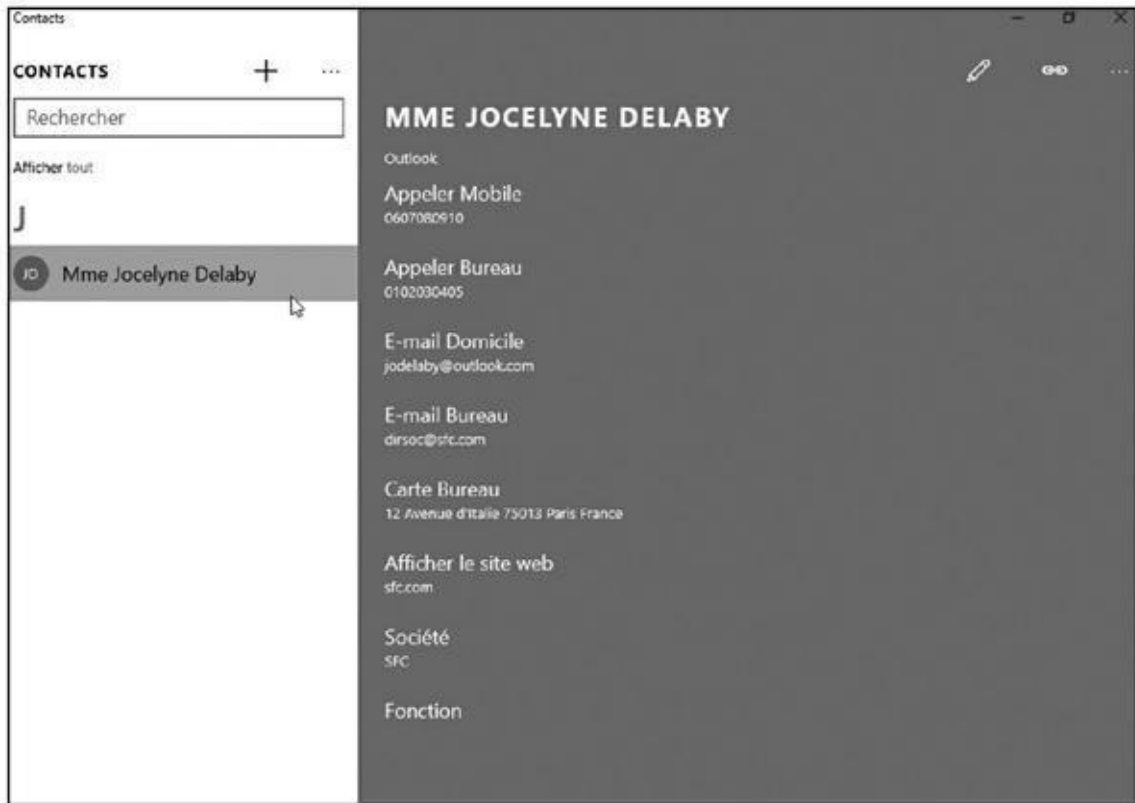 Contacts
CONTACTS
Rechercher
Afficher tout
J
JD
Mme Jocelyne Delaby
MME JOCELYNE DELABY
Outlook
Appeler Mobile
0607080910
Appeler Bureau
0102030405
E-mail Domicile
jodelaby@outlook.com
E-mail Bureau
dirsoc@sfc.com
Carte Bureau
12 Avenue d'Italie 75013 Paris France
Afficher le site web
sfc.com
Société
SFC
Fonction